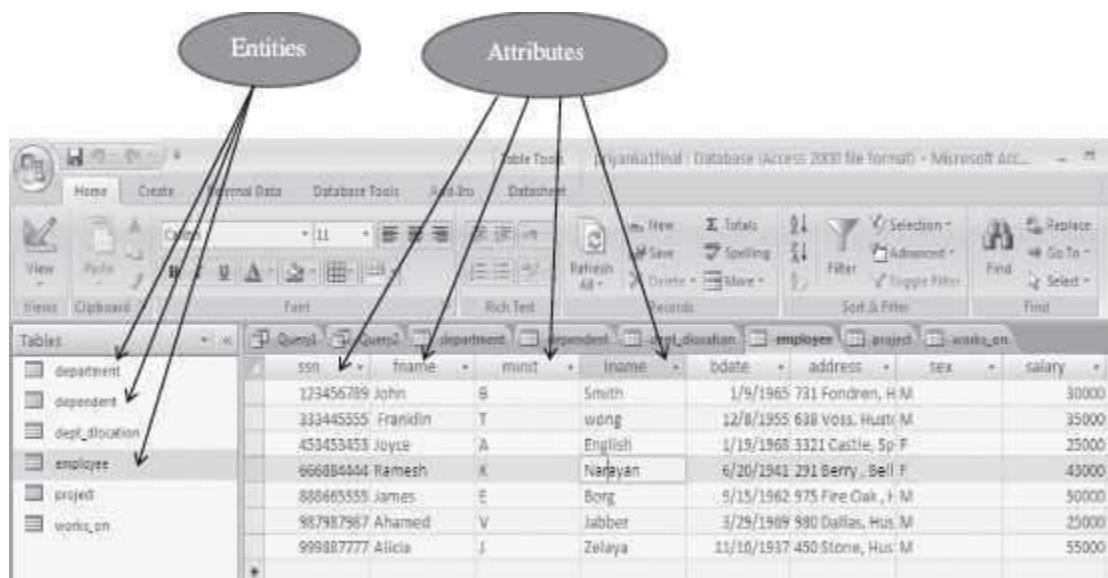 Entities Attributes
Table Tools priyanka1final : Database (Access 2000 file format) - Microsoft Acc...
Home Create External Data Database Tools Add-Ins Datasheet
11 New Totals Selection Replace
Save Spelling Advanced Go To
View Paste B I U A Refresh All Delete More Filter Toggle Filter Find Select
Views Clipboard Font Rich Text Records Sort & Filter Find
Tables Query1 Query2 department dependent dept_dlocation employee project works_on
department ssn fname minit lname bdate address sex salary
dependent 123456789 John B Smith 1/9/1965 731 Fondren, H M 30000
dept_dlocation 333445555 Franklin T wong 12/8/1955 638 Voss, Hust M 35000
453453453 Joyce A English 1/19/1968 3321 Castle, Sp F 25000
employee 666884444 Ramesh K Narayan 6/20/1941 291 Berry , Bell F 43000
project 888665555 James E Borg 9/15/1962 975 Fire Oak , H M 50000
works_on 987987987 Ahamed V Jabber 3/29/1969 980 Dallas, Hus M 25000
999887777 Alicia J Zelaya 11/10/1937 450 Stone, Hus M 55000